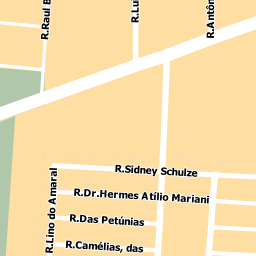 R.Raul B
R.Lu
R.Antôn
R.Sidney Schulze
R.Dr.Hermes Atílio Mariani
R.Lino do Amaral
R.Das Petúnias
R.Camélias, das